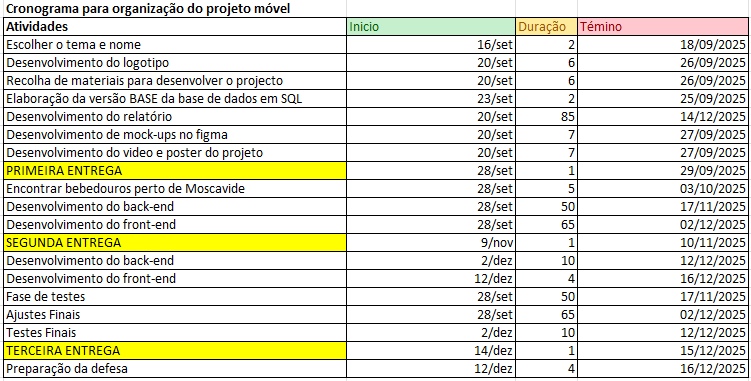 Cronograma para organização do projeto móvel
Atividades Inicio Duração Témino
Escolher o tema e nome 16/set 2 18/09/2025
Desenvolvimento do logotipo 20/set 6 26/09/2025
Recolha de materiais para desenvolver o projecto 20/set 6 26/09/2025
Elaboração da versão BASE da base de dados em SQL 23/set 2 25/09/2025
Desenvolvimento do relatório 20/set 85 14/12/2025
Desenvolvimento de mock-ups no figma 20/set 7 27/09/2025
Desenvolvimento do video e poster do projeto 20/set 7 27/09/2025
PRIMEIRA ENTREGA 28/set 1 29/09/2025
Encontrar bebedouros perto de Moscavide 28/set 5 03/10/2025
Desenvolvimento do back-end 28/set 50 17/11/2025
Desenvolvimento do front-end 28/set 65 02/12/2025
SEGUNDA ENTREGA 9/nov 1 10/11/2025
Desenvolvimento do back-end 2/dez 10 12/12/2025
Desenvolvimento do front-end 12/dez 4 16/12/2025
Fase de testes 28/set 50 17/11/2025
Ajustes Finais 28/set 65 02/12/2025
Testes Finais 2/dez 10 12/12/2025
TERCEIRA ENTREGA 14/dez 1 15/12/2025
Preparação da defesa 12/dez 4 16/12/2025